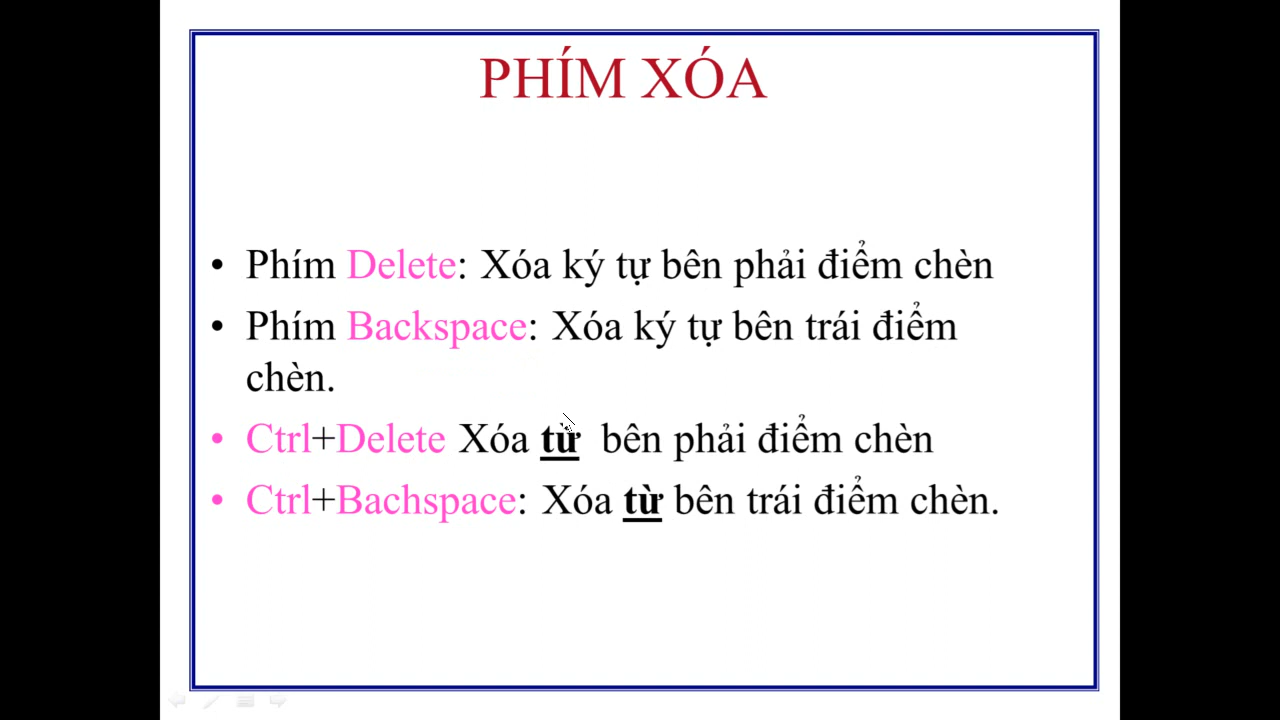 PHÍM XÓA
• Phím Delete: Xóa ký tự bên phải điểm chèn
• Phím Backspace: Xóa ký tự bên trái điểm
chèn.
• Ctrl+Delete Xóa từ bên phải điểm chèn
• Ctrl+Bachspace: Xóa từ bên trái điểm chèn.